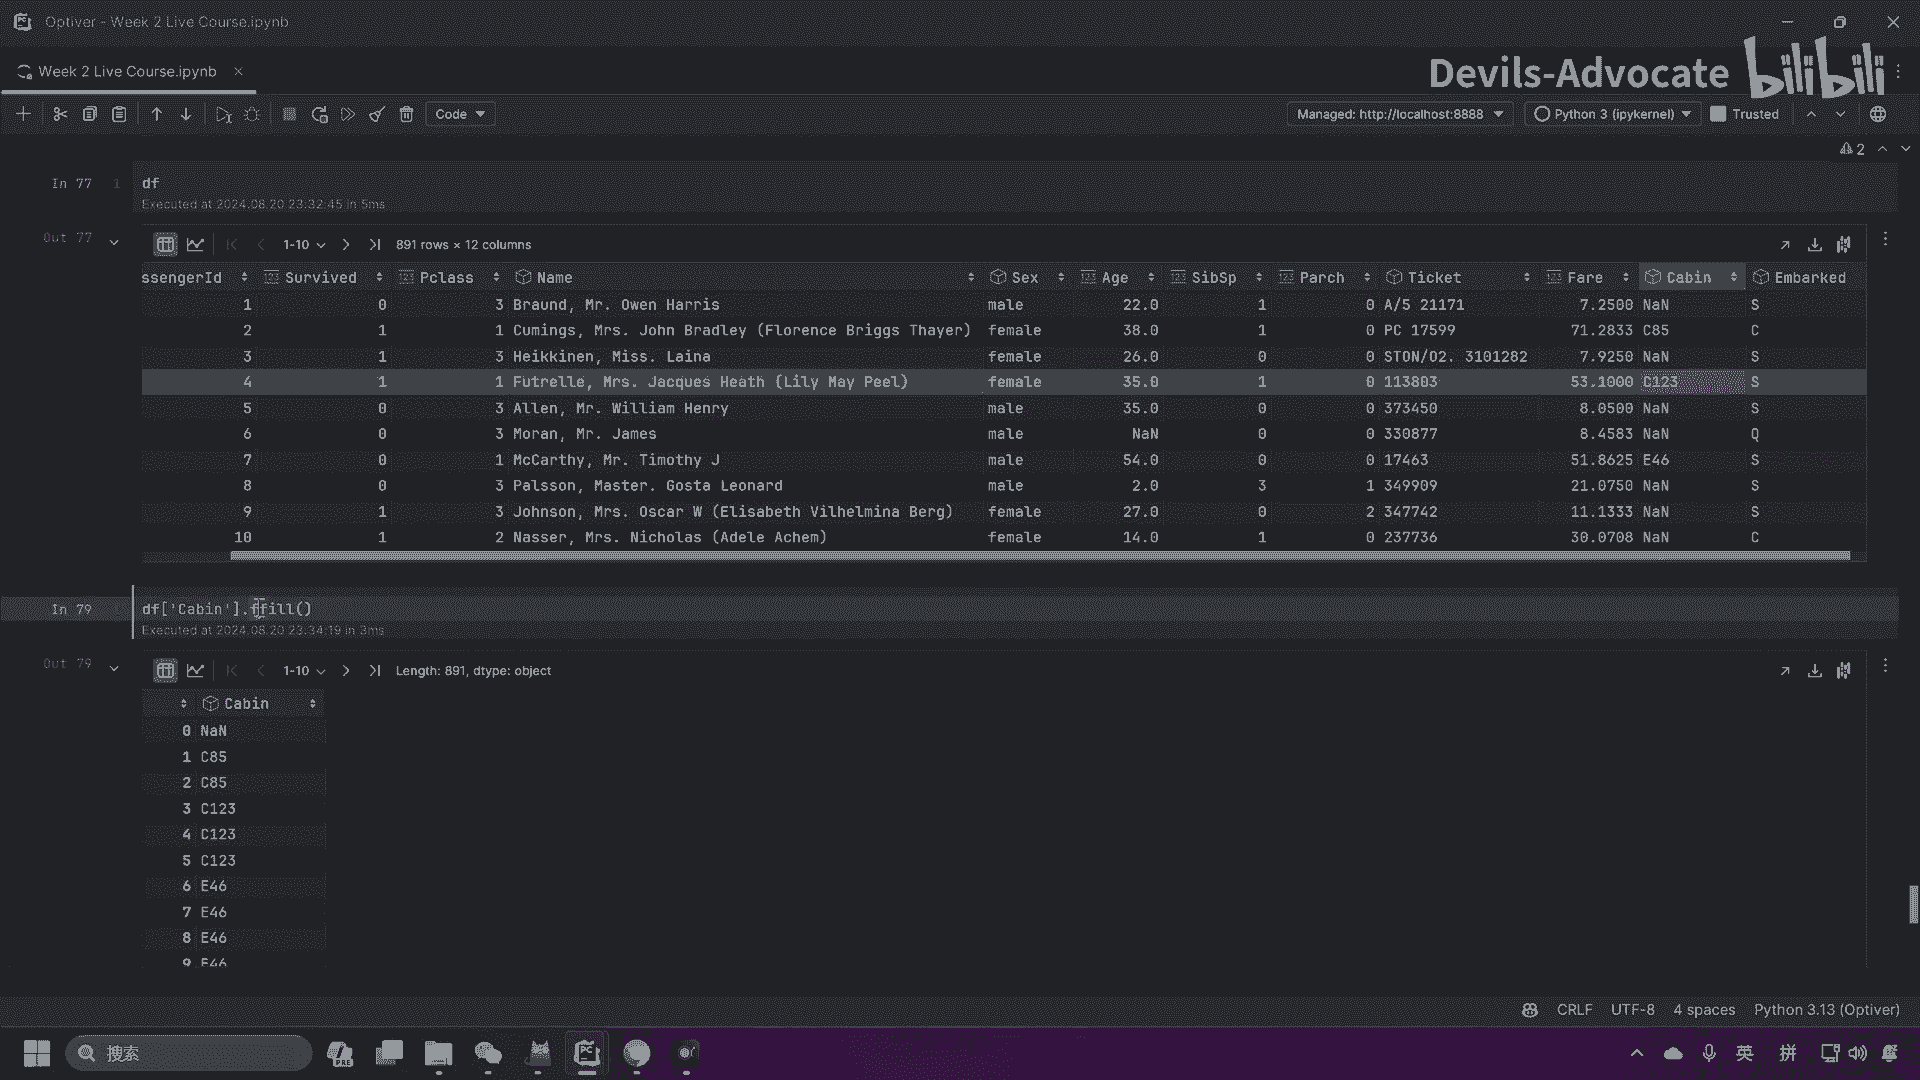 Optiver - Week 2 Live Course.ipynb
Week 2 Live Course.ipynb
Devils-Advocate bilibili
Code
Managed: http://localhost:8888
Python 3 (ipykernel)
Trusted
2
In 77
1
df
Executed at 2024.08.20 23:32:45 in 5ms
Out 77
1-10
891 rows × 12 columns
ssengerId Survived Pclass Name Sex Age SibSp Parch Ticket Fare Cabin Embarked
1 0 3 Braund, Mr. Owen Harris male 22.0 1 0 A/5 21171 7.2500 NaN S
2 1 1 Cumings, Mrs. John Bradley (Florence Briggs Thayer) female 38.0 1 0 PC 17599 71.2833 C85 C
3 1 3 Heikkinen, Miss. Laina female 26.0 0 0 STON/O2. 3101282 7.9250 NaN S
4 1 1 Futrelle, Mrs. Jacques Heath (Lily May Peel) female 35.0 1 0 113803 53.1000 C123 S
5 0 3 Allen, Mr. William Henry male 35.0 0 0 373450 8.0500 NaN S
6 0 3 Moran, Mr. James male NaN 0 0 330877 8.4583 NaN Q
7 0 1 McCarthy, Mr. Timothy J male 54.0 0 0 17463 51.8625 E46 S
8 0 3 Palsson, Master. Gosta Leonard male 2.0 3 1 349909 21.0750 NaN S
9 1 3 Johnson, Mrs. Oscar W (Elisabeth Vilhelmina Berg) female 27.0 0 2 347742 11.1333 NaN S
10 1 2 Nasser, Mrs. Nicholas (Adele Achem) female 14.0 1 0 237736 30.0708 NaN C
In 79
1
df['Cabin'].ffill()
Executed at 2024.08.20 23:34:19 in 3ms
Out 79
1-10
Length: 891, dtype: object
Cabin
0 NaN
1 C85
2 C85
3 C123
4 C123
5 C123
6 E46
7 E46
8 E46
9 E46
CRLF UTF-8 4 spaces Python 3.13 (Optiver)
搜索
PRE
PC
英
拼